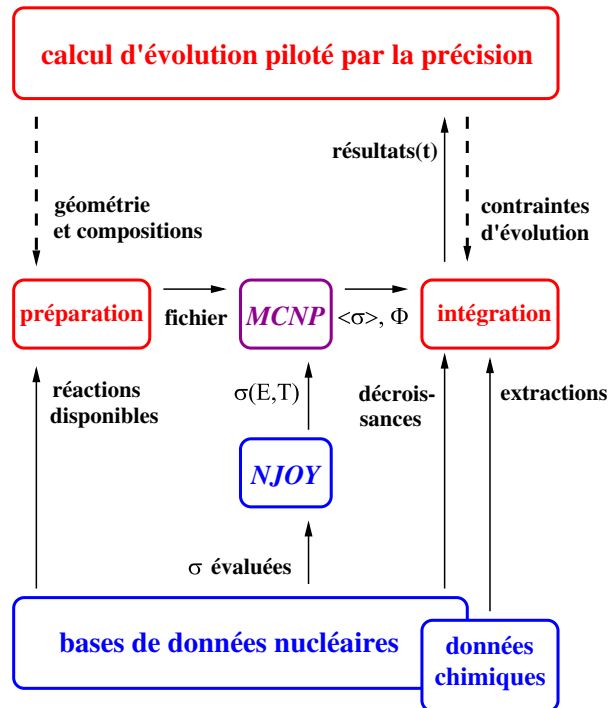 calcul d'évolution piloté par la précision
résultats(t)
géométrie
et compositions
contraintes
d'évolution
préparation
fichier
MCNP
<σ>, Φ
intégration
réactions
disponibles
σ(E,T)
décrois-
sances
extractions
NJOY
σ évaluées
bases de données nucléaires
données
chimiques